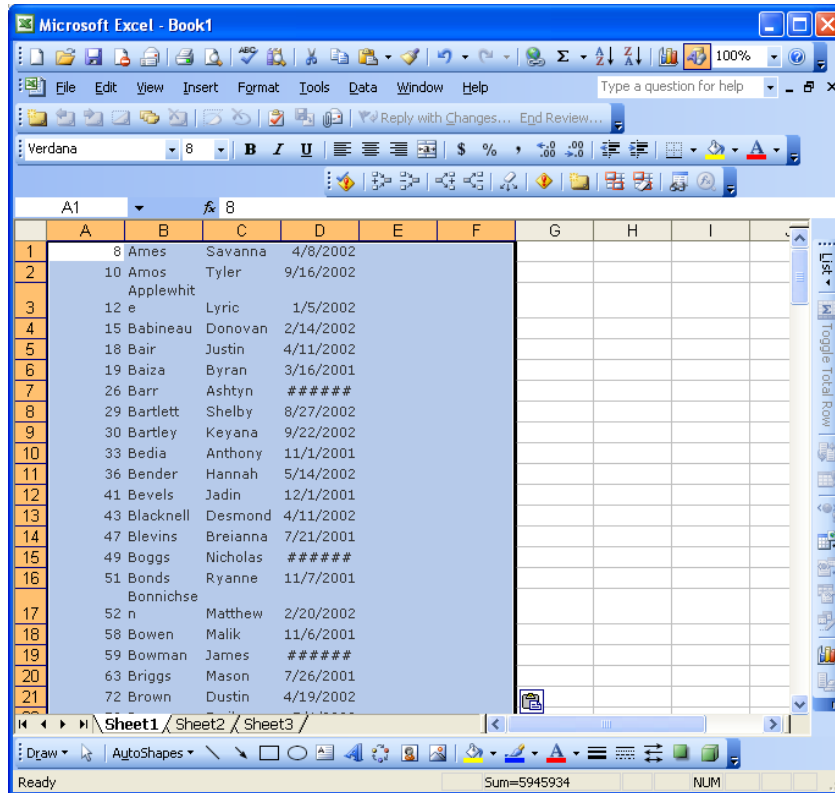 Microsoft Excel - Book1
100%
File Edit View Insert Format Tools Data Window Help Type a question for help
Reply with Changes... End Review...
Verdana 8 B I U $ % ,
A1 fx 8
A B C D E F G H I
1 8 Ames Savanna 4/8/2002
2 10 Amos Tyler 9/16/2002
Applewhit
3 12 e Lyric 1/5/2002
4 15 Babineau Donovan 2/14/2002
5 18 Bair Justin 4/11/2002
6 19 Baiza Byran 3/16/2001
7 26 Barr Ashtyn ######
8 29 Bartlett Shelby 8/27/2002
9 30 Bartley Keyana 9/22/2002
10 33 Bedia Anthony 11/1/2001
11 36 Bender Hannah 5/14/2002
12 41 Bevels Jadin 12/1/2001
13 43 Blacknell Desmond 4/11/2002
14 47 Blevins Breianna 7/21/2001
15 49 Boggs Nicholas ######
16 51 Bonds Ryanne 11/7/2001
Bonnichse
17 52 n Matthew 2/20/2002
18 58 Bowen Malik 11/6/2001
19 59 Bowman James ######
20 63 Briggs Mason 7/26/2001
21 72 Brown Dustin 4/19/2002
List
Toggle Total Row
Sheet1 Sheet2 Sheet3
Draw AutoShapes
Ready Sum=5945934 NUM